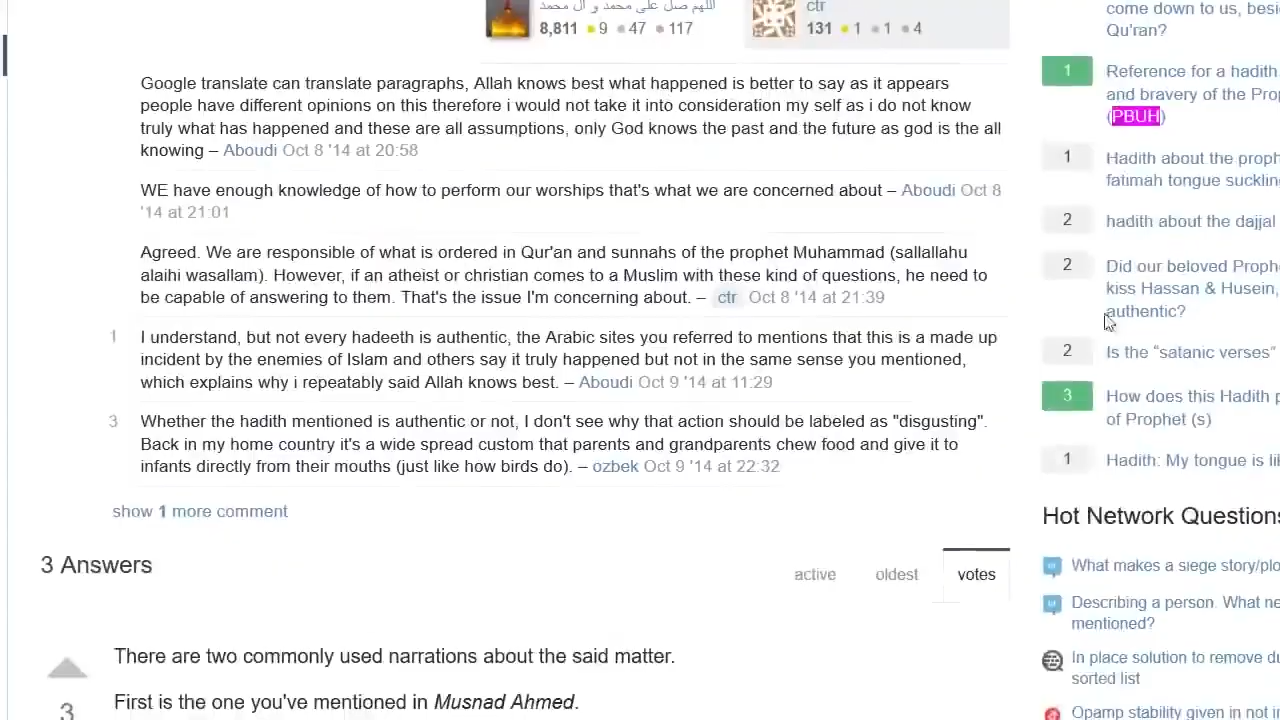 اللهم صل على محمد و آل محمد
8,811 9 47 117
ctr
131 1 1 4
Google translate can translate paragraphs, Allah knows best what happened is better to say as it appears
people have different opinions on this therefore i would not take it into consideration my self as i do not know
truly what has happened and these are all assumptions, only God knows the past and the future as god is the all
knowing – Aboudi Oct 8 '14 at 20:58
WE have enough knowledge of how to perform our worships that's what we are concerned about – Aboudi Oct 8
'14 at 21:01
Agreed. We are responsible of what is ordered in Qur'an and sunnahs of the prophet Muhammad (sallallahu
alaihi wasallam). However, if an atheist or christian comes to a Muslim with these kind of questions, he need to
be capable of answering to them. That's the issue I'm concerning about. – ctr Oct 8 '14 at 21:39
1 I understand, but not every hadeeth is authentic, the Arabic sites you referred to mentions that this is a made up
incident by the enemies of Islam and others say it truly happened but not in the same sense you mentioned,
which explains why i repeatably said Allah knows best. – Aboudi Oct 9 '14 at 11:29
3 Whether the hadith mentioned is authentic or not, I don't see why that action should be labeled as "disgusting".
Back in my home country it's a wide spread custom that parents and grandparents chew food and give it to
infants directly from their mouths (just like how birds do). – ozbek Oct 9 '14 at 22:32
show 1 more comment
3 Answers
active oldest votes
There are two commonly used narrations about the said matter.
3
First is the one you've mentioned in Musnad Ahmed.
come down to us, besi
Qu'ran?
1 Reference for a hadith
and bravery of the Prop
(PBUH)
1 Hadith about the proph
fatimah tongue sucklin
2 hadith about the dajjal
2 Did our beloved Proph
kiss Hassan & Husein,
authentic?
2 Is the “satanic verses”
3 How does this Hadith p
of Prophet (s)
1 Hadith: My tongue is li
Hot Network Questions
What makes a siege story/plo
Describing a person. What ne
mentioned?
In place solution to remove du
sorted list
Opamp stability given in not in